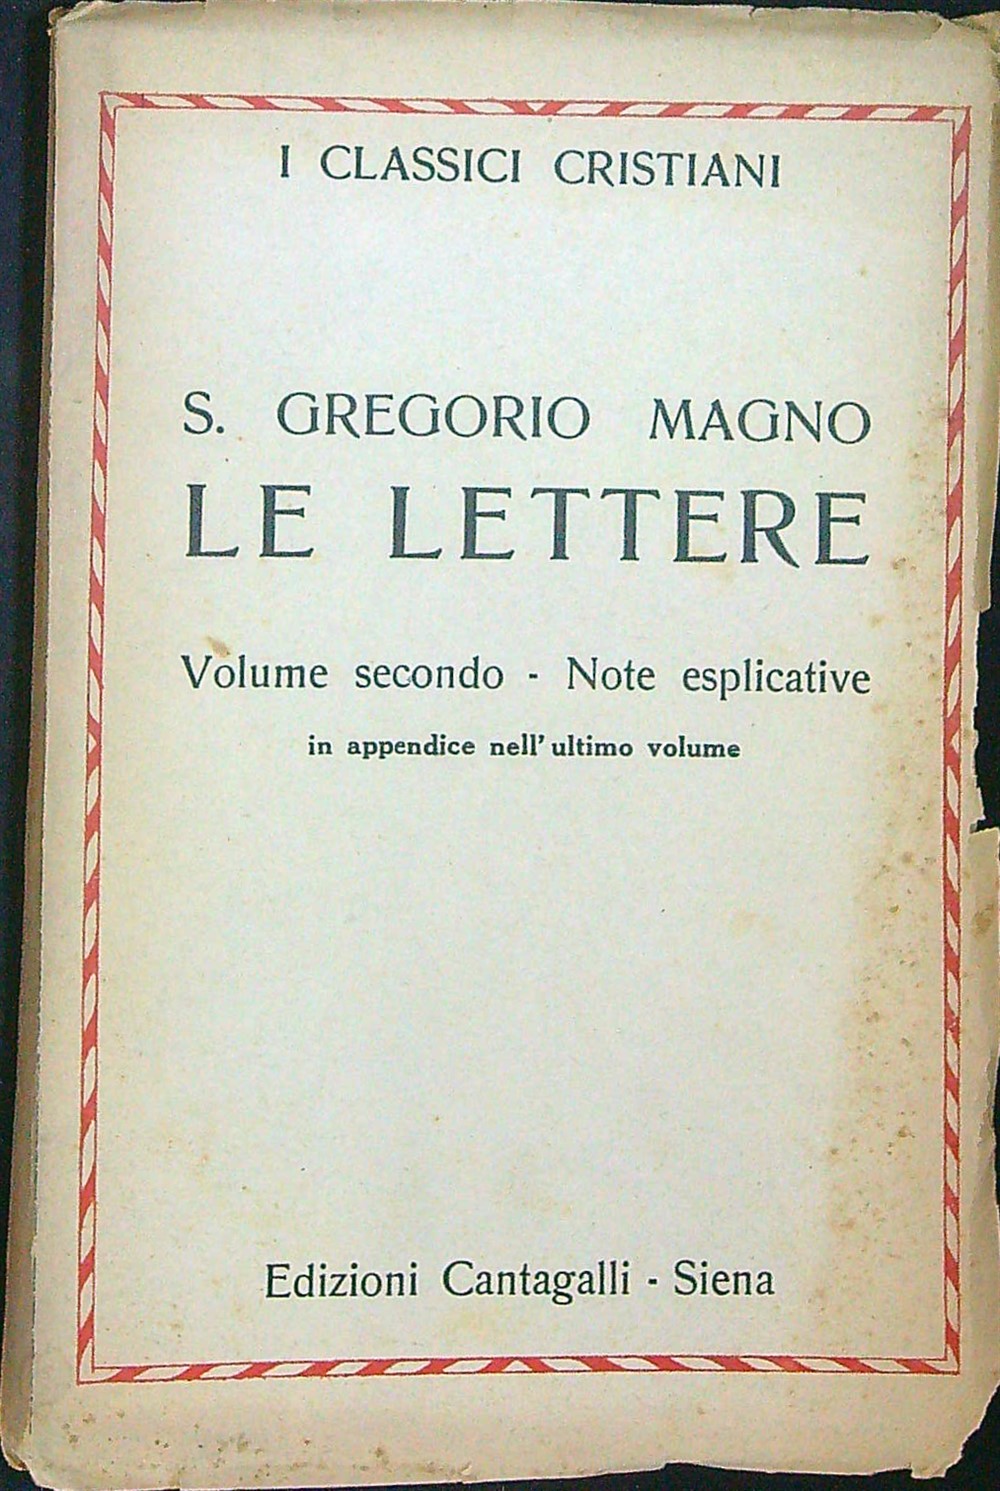 I CLASSICI CRISTIANI
S. GREGORIO MAGNO
LE LETTERE
Volume secondo - Note esplicative
in appendice nell' ultimo volume
Edizioni Cantagalli - Siena